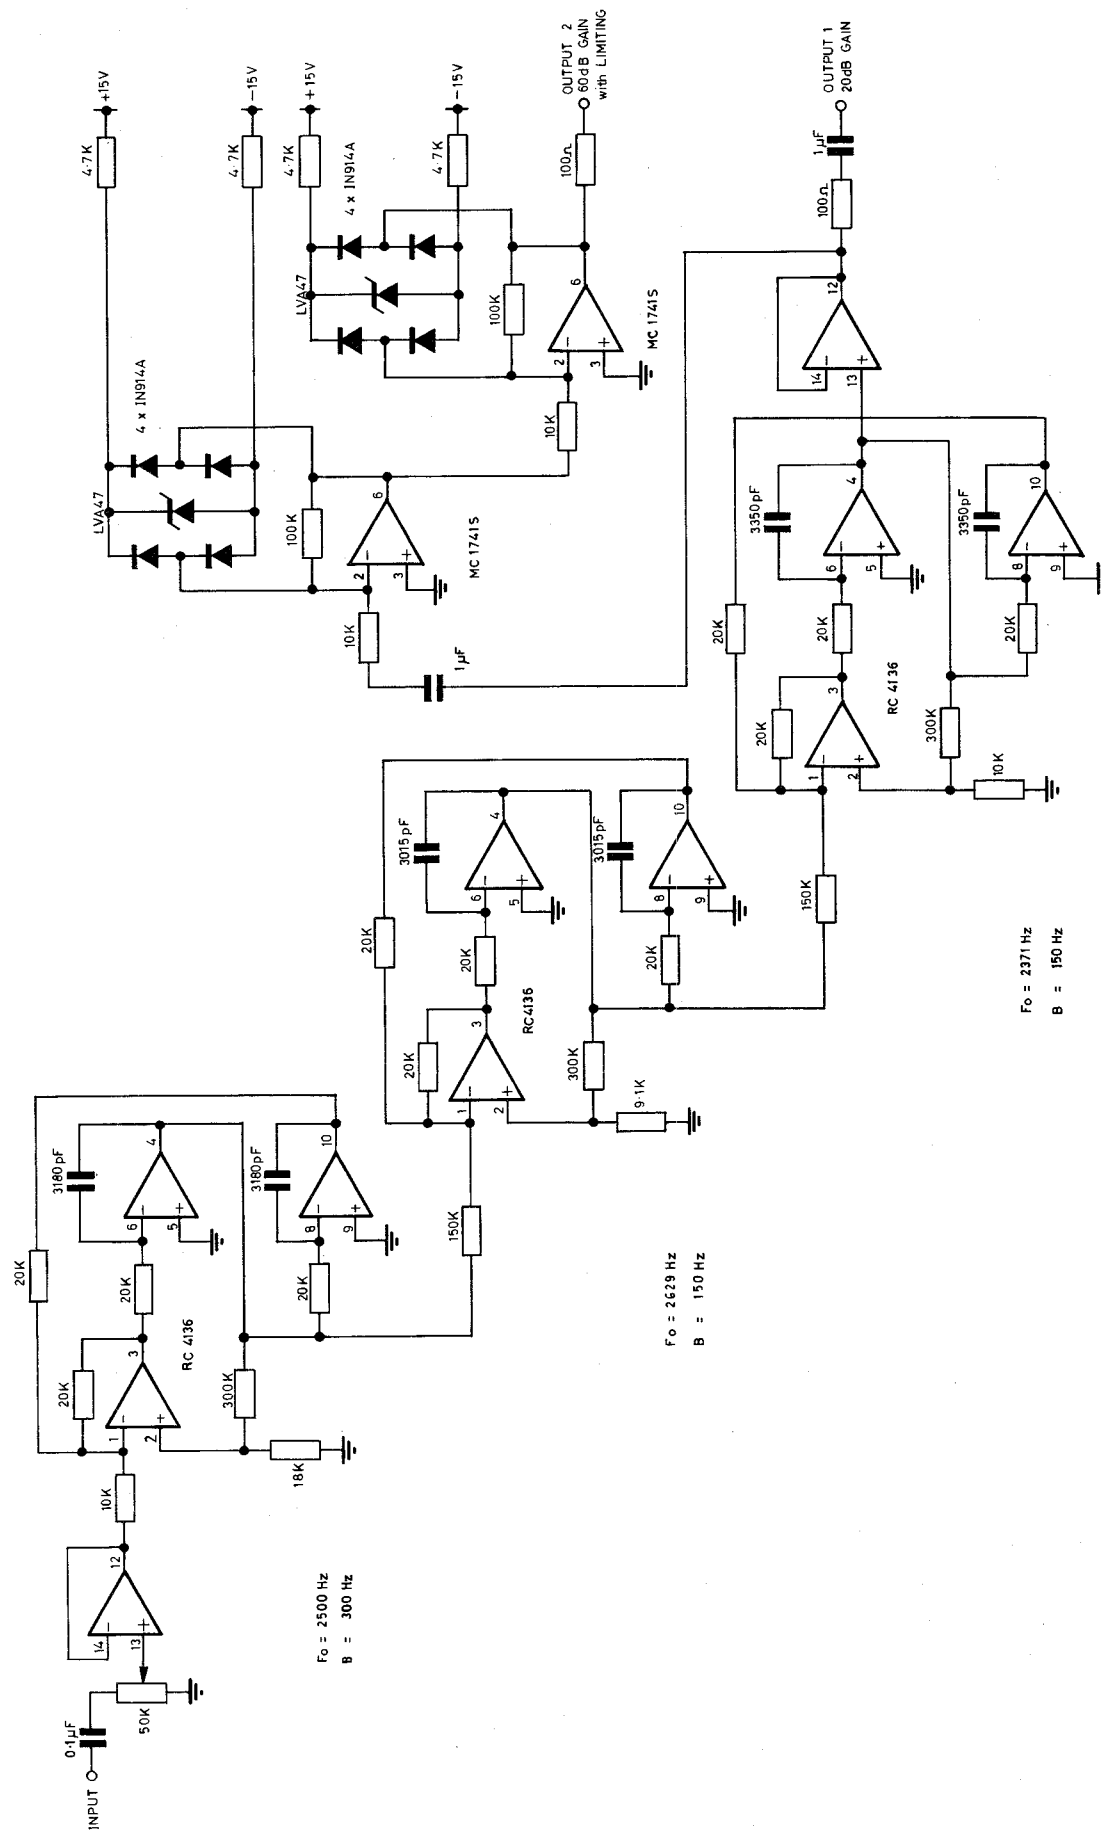 INPUT
0·1µF
50K
14
13
12
10K
20K
1
2
3
20K
RC 4136
18K
300K
20K
6
5
4
3180pF
20K
8
9
10
3180pF
Fo = 2500 Hz
B = 300 Hz
150K
20K
1
2
3
20K
RC4136
9·1K
300K
20K
6
5
4
3015pF
20K
8
9
10
3015pF
Fo = 2629 Hz
B = 150 Hz
150K
20K
1
2
3
20K
RC 4136
10K
300K
20K
6
5
4
3350pF
20K
8
9
10
3350pF
Fo = 2371 Hz
B = 150 Hz
14
13
12
100Ω
1µF
OUTPUT 1
20dB GAIN
1µF
10K
2
3
6
MC 1741S
100K
LVA47
4 x IN914A
4·7K
+15V
4·7K
-15V
10K
2
3
6
MC 1741S
100K
LVA47
4 x IN914A
4·7K
+15V
4·7K
-15V
100Ω
OUTPUT 2
60dB GAIN
with LIMITING